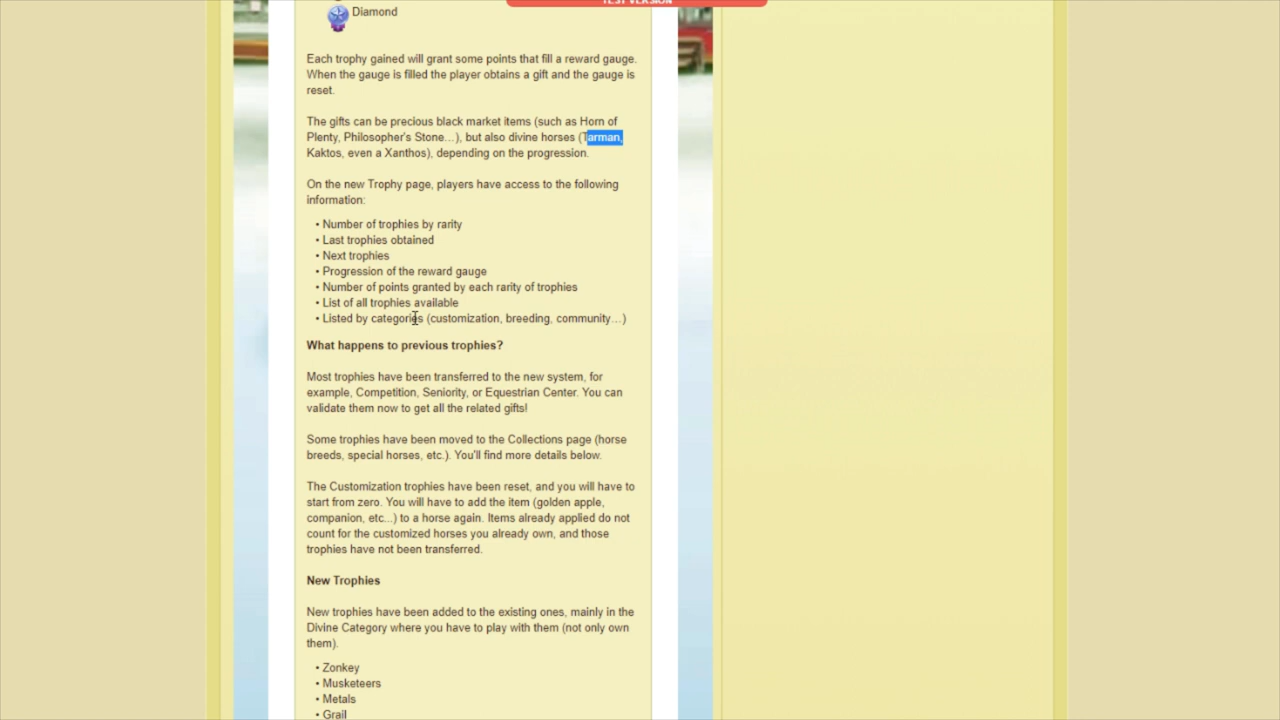 TEST VERSION
Diamond
Each trophy gained will grant some points that fill a reward gauge.
When the gauge is filled the player obtains a gift and the gauge is
reset.
The gifts can be precious black market items (such as Horn of
Plenty, Philosopher's Stone...), but also divine horses (Tarman,
Kaktos, even a Xanthos), depending on the progression.
On the new Trophy page, players have access to the following
information:
• Number of trophies by rarity
• Last trophies obtained
• Next trophies
• Progression of the reward gauge
• Number of points granted by each rarity of trophies
• List of all trophies available
• Listed by categories (customization, breeding, community...)
What happens to previous trophies?
Most trophies have been transferred to the new system, for
example, Competition, Seniority, or Equestrian Center. You can
validate them now to get all the related gifts!
Some trophies have been moved to the Collections page (horse
breeds, special horses, etc.). You'll find more details below.
The Customization trophies have been reset, and you will have to
start from zero. You will have to add the item (golden apple,
companion, etc...) to a horse again. Items already applied do not
count for the customized horses you already own, and those
trophies have not been transferred.
New Trophies
New trophies have been added to the existing ones, mainly in the
Divine Category where you have to play with them (not only own
them).
• Zonkey
• Musketeers
• Metals
• Grail